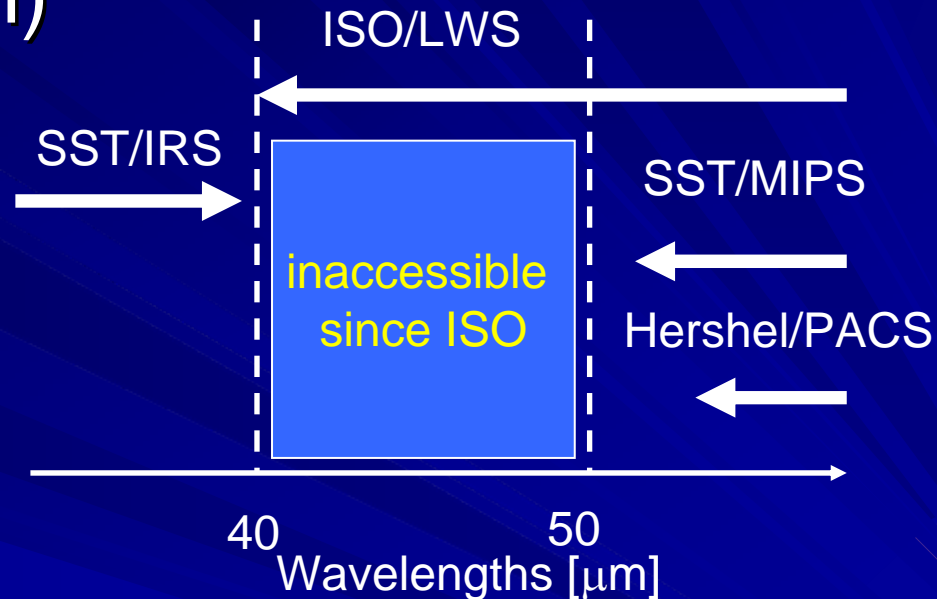 ISO/LWS
SST/IRS
SST/MIPS
inaccessible
since ISO
Hershel/PACS
40
50
Wavelengths [μm]